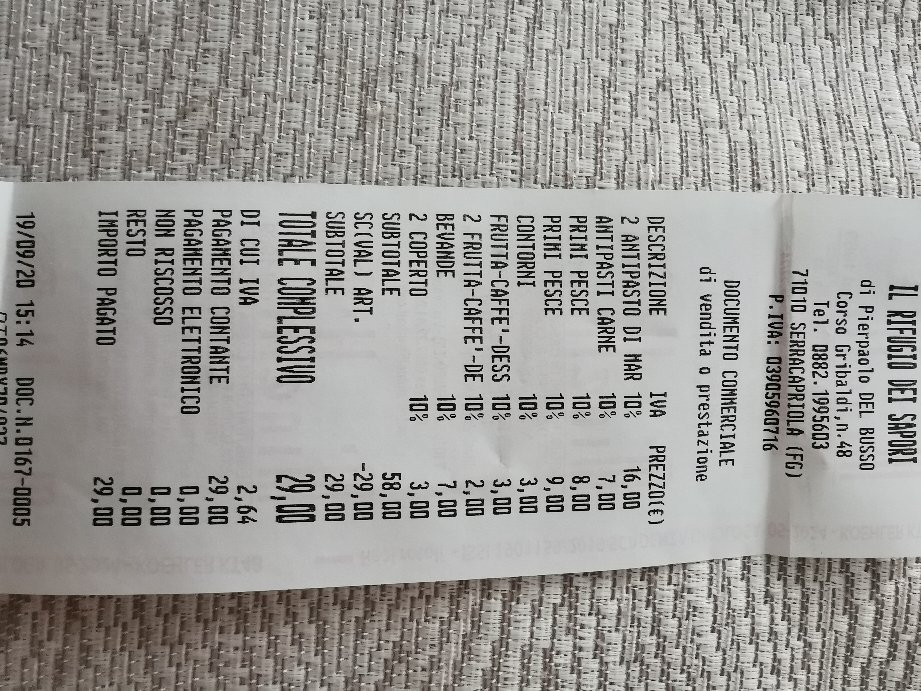 IL RIFUGIO DEI SAPORI
di Pierpaolo DEL BUSSO
Corso Gribaldi,n.48
Tel. 0882.1995603
71010 SERRACAPRIOLA (FG)
P.IVA: 03905960716
DOCUMENTO COMMERCIALE
di vendita o prestazione
DESCRIZIONE IVA PREZZO(€)
2 ANTIPASTO DI MAR 10% 16,00
ANTIPASTI CARNE 10% 7,00
PRIMI PESCE 10% 8,00
PRIMI PESCE 10% 9,00
CONTORNI 10% 3,00
FRUTTA-CAFFE'-DESS 10% 3,00
2 FRUTTA-CAFFE'-DE 10% 2,00
BEVANDE 10% 7,00
2 COPERTO 10% 3,00
SUBTOTALE 58,00
SC(VAL) ART. -29,00
SUBTOTALE 29,00
TOTALE COMPLESSIVO 29,00
DI CUI IVA 2,64
PAGAMENTO CONTANTE 29,00
PAGAMENTO ELETTRONICO 0,00
NON RISCOSSO 0,00
RESTO 0,00
IMPORTO PAGATO 29,00
19/09/20 15:14 DOC.N.0167-0005